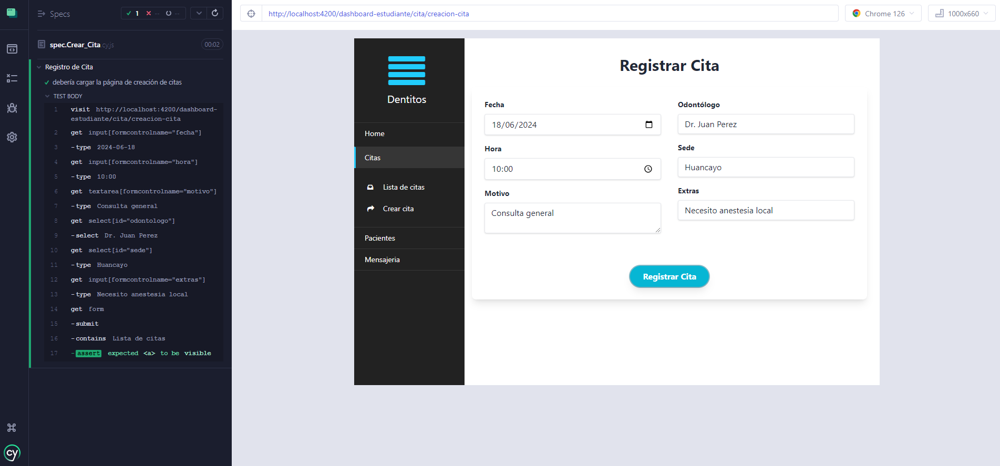 Specs
1
--
--
spec.Crear_Cita.cy.js
00:02
Registro de Cita
debería cargar la página de creación de citas
TEST BODY
1 visit http://localhost:4200/dashboard-
estudiante/cita/creacion-cita
2 get input[formcontrolname="fecha"]
3 -type 2024-06-18
4 get input[formcontrolname="hora"]
5 -type 10:00
6 get textarea[formcontrolname="motivo"]
7 -type Consulta general
8 get select[id="odontologo"]
9 -select Dr. Juan Perez
10 get select[id="sede"]
11 -type Huancayo
12 get input[formcontrolname="extras"]
13 -type Necesito anestesia local
14 get form
15 -submit
16 -contains Lista de citas
17 -assert expected <a> to be visible
cy
http://localhost:4200/dashboard-estudiante/cita/creacion-cita
Chrome 126
1000x660
Dentitos
Home
Citas
Lista de citas
Crear cita
Pacientes
Mensajeria
Registrar Cita
Fecha
18/06/2024
Hora
10:00
Motivo
Consulta general
Odontólogo
Dr. Juan Perez
Sede
Huancayo
Extras
Necesito anestesia local
Registrar Cita